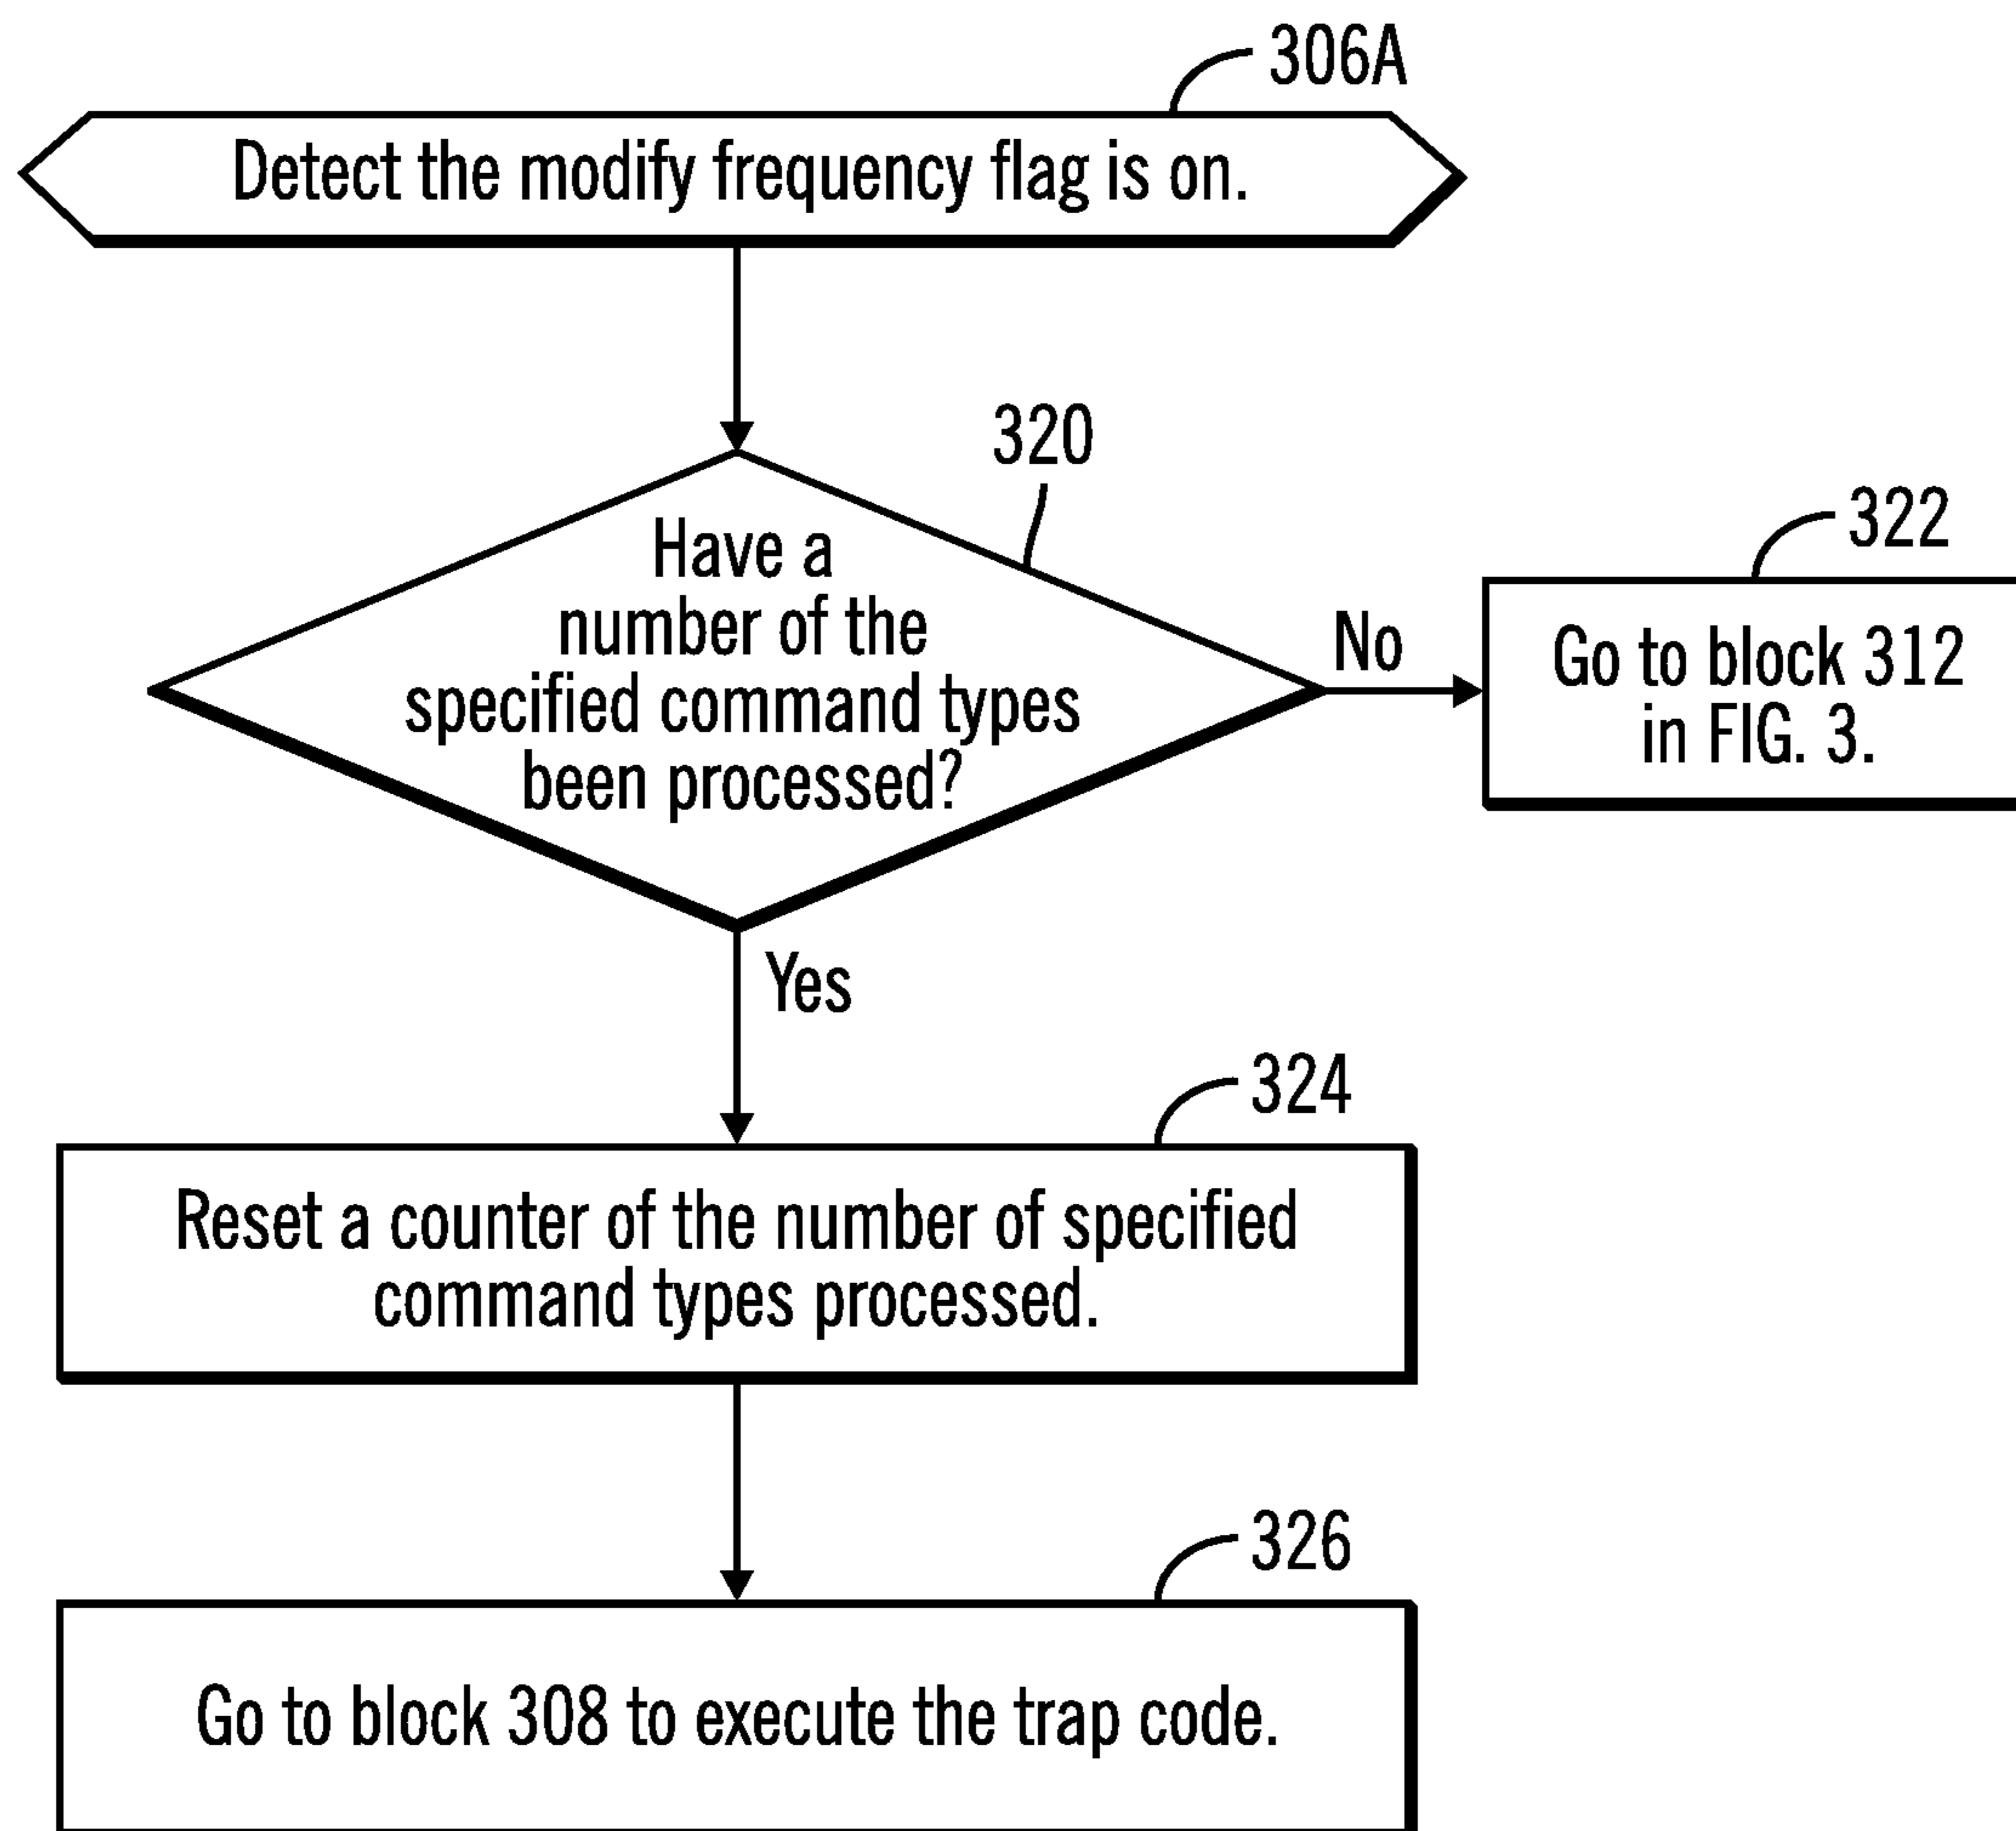 306A
Detect the modify frequency flag is on.
320
Have a
number of the
specified command types
been processed?
No
322
Go to block 312
in FIG. 3.
Yes
324
Reset a counter of the number of specified
command types processed.
326
Go to block 308 to execute the trap code.